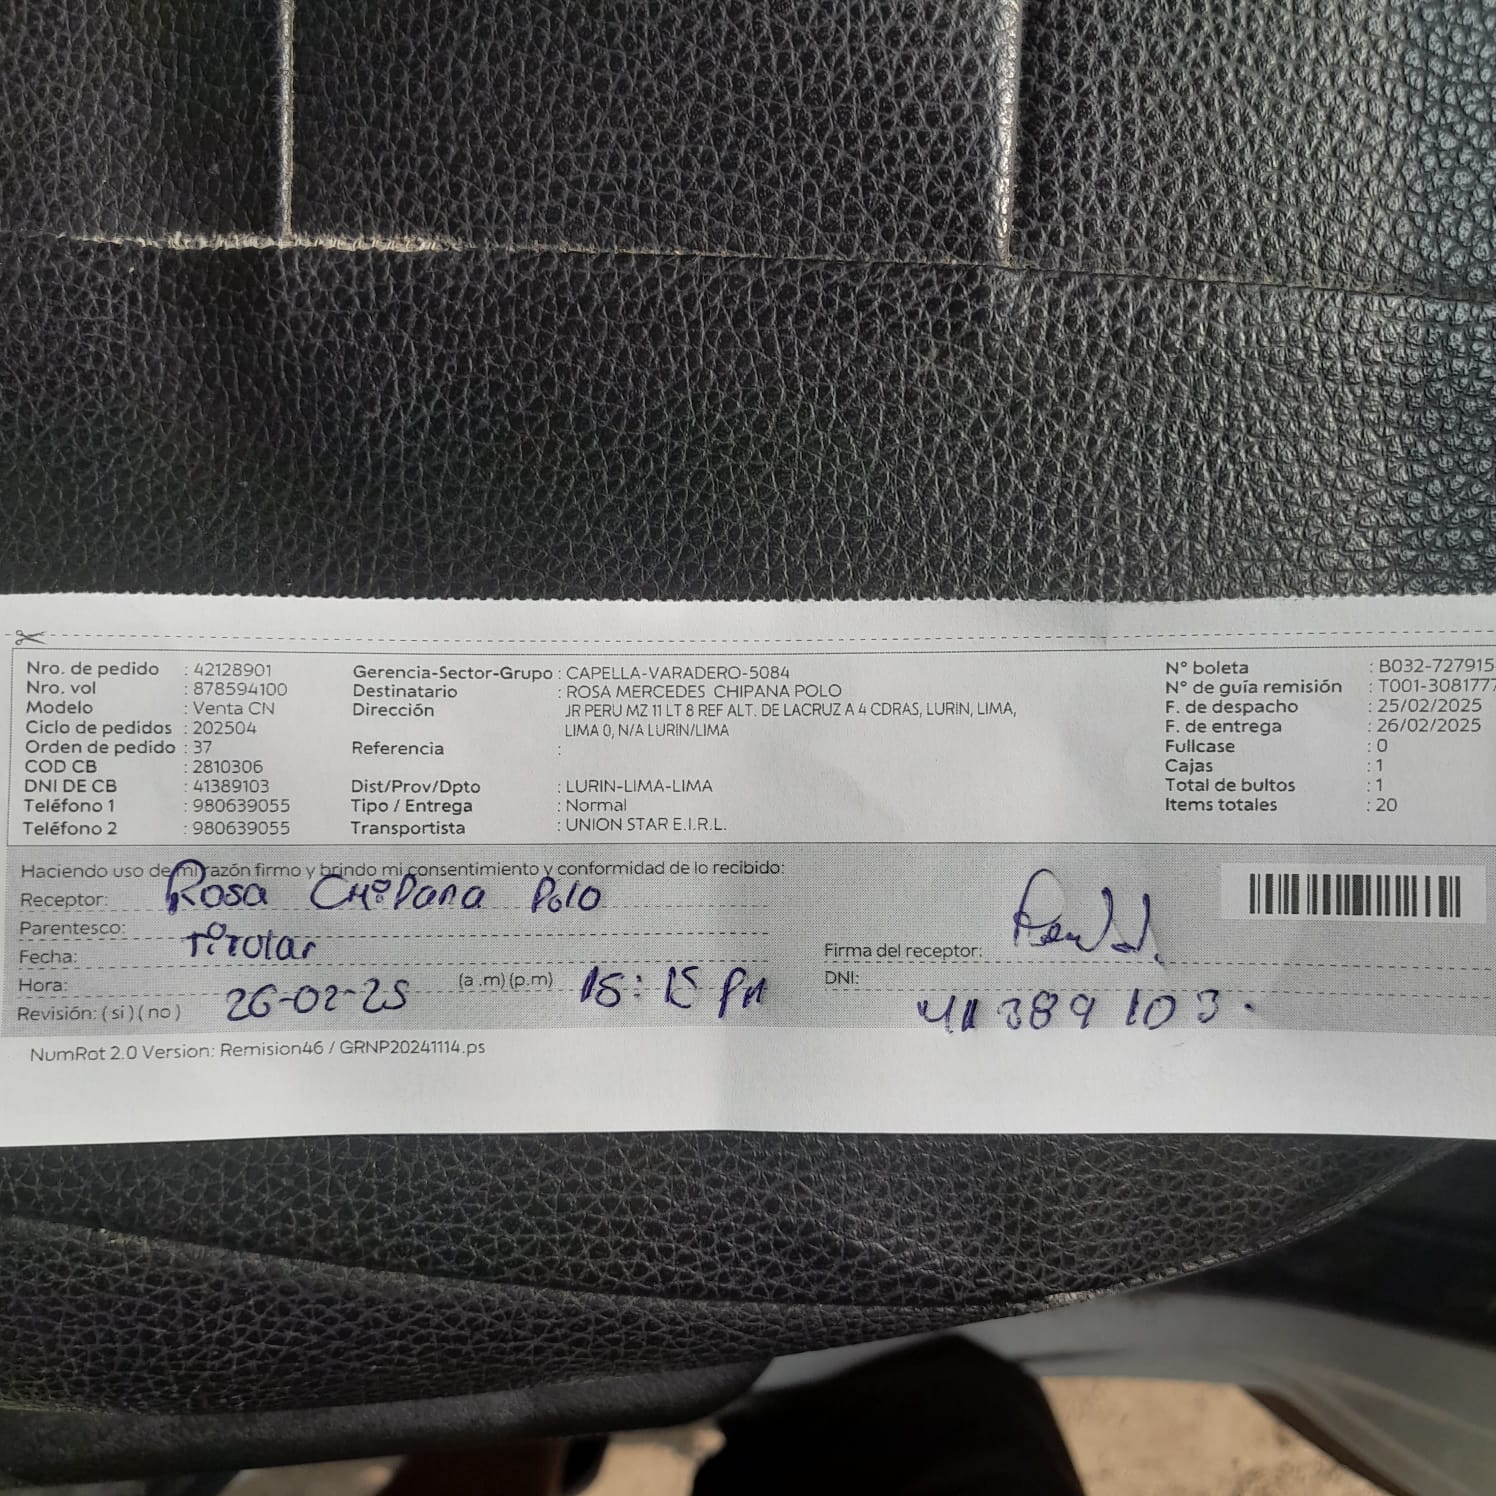 Nro. de pedido : 42128901
Nro. vol : 878594100
Modelo : Venta CN
Ciclo de pedidos : 202504
Orden de pedido : 37
COD CB : 2810306
DNI DE CB : 41389103
Teléfono 1 : 980639055
Teléfono 2 : 980639055
Gerencia-Sector-Grupo : CAPELLA-VARADERO-5084
Destinatario : ROSA MERCEDES CHIPANA POLO
Dirección : JR PERU MZ 11 LT 8 REF ALT. DE LACRUZ A 4 CDRAS, LURIN, LIMA,
LIMA 0, N/A LURIN/LIMA
Referencia :
Dist/Prov/Dpto : LURIN-LIMA-LIMA
Tipo / Entrega : Normal
Transportista : UNION STAR E.I.R.L.
N° boleta : B032-727915
N° de guía remisión : T001-3081777
F. de despacho : 25/02/2025
F. de entrega : 26/02/2025
Fullcase : 0
Cajas : 1
Total de bultos : 1
Items totales : 20
Haciendo uso de mi razón firmo y brindo mi consentimiento y conformidad de lo recibido:
Receptor: Rosa CHiPana Polo
Parentesco:
Fecha: Titular
Hora: (a.m)(p.m) 15:15 Pm
Revisión: (si)(no) 26-02-25
Firma del receptor:
DNI:
41389103.
NumRot 2.0 Version: Remision46 / GRNP20241114.ps